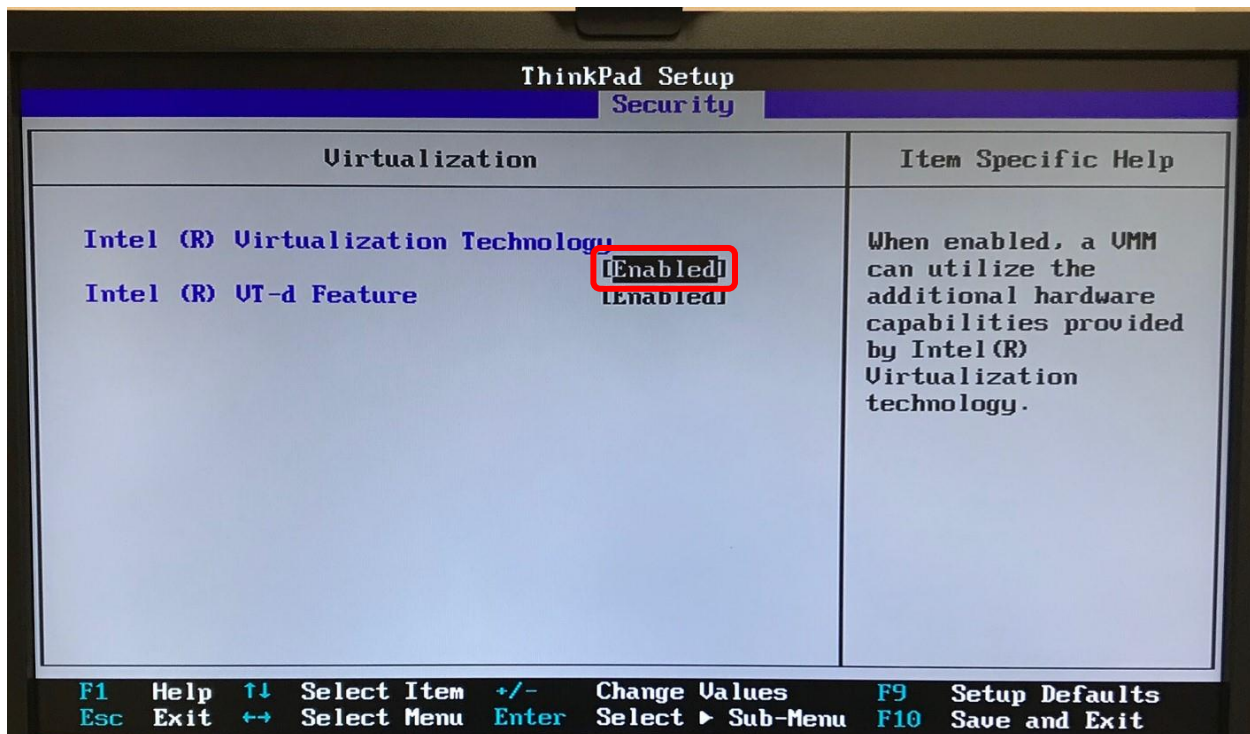 ThinkPad Setup
Security
Virtualization
Item Specific Help
Intel (R) Virtualization Technology
[Enabled]
Intel (R) VT-d Feature [Enabled]
When enabled, a VMM
can utilize the
additional hardware
capabilities provided
by Intel(R)
Virtualization
technology.
F1 Help ↑↓ Select Item +/- Change Values F9 Setup Defaults
Esc Exit ←→ Select Menu Enter Select ▶ Sub-Menu F10 Save and Exit